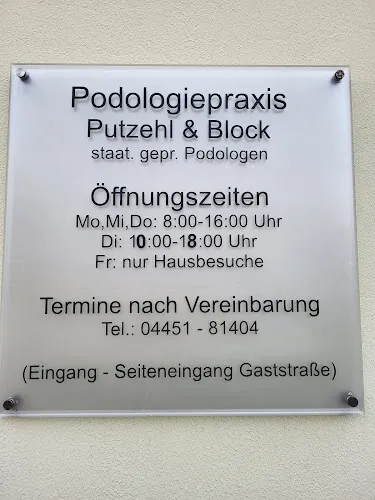 Podologiepraxis
Putzehl & Block
staat. gepr. Podologen
Öffnungszeiten
Mo,Mi,Do: 8:00-16:00 Uhr
Di: 10:00-18:00 Uhr
Fr: nur Hausbesuche
Termine nach Vereinbarung
Tel.: 04451 - 81404
(Eingang - Seiteneingang Gaststraße)